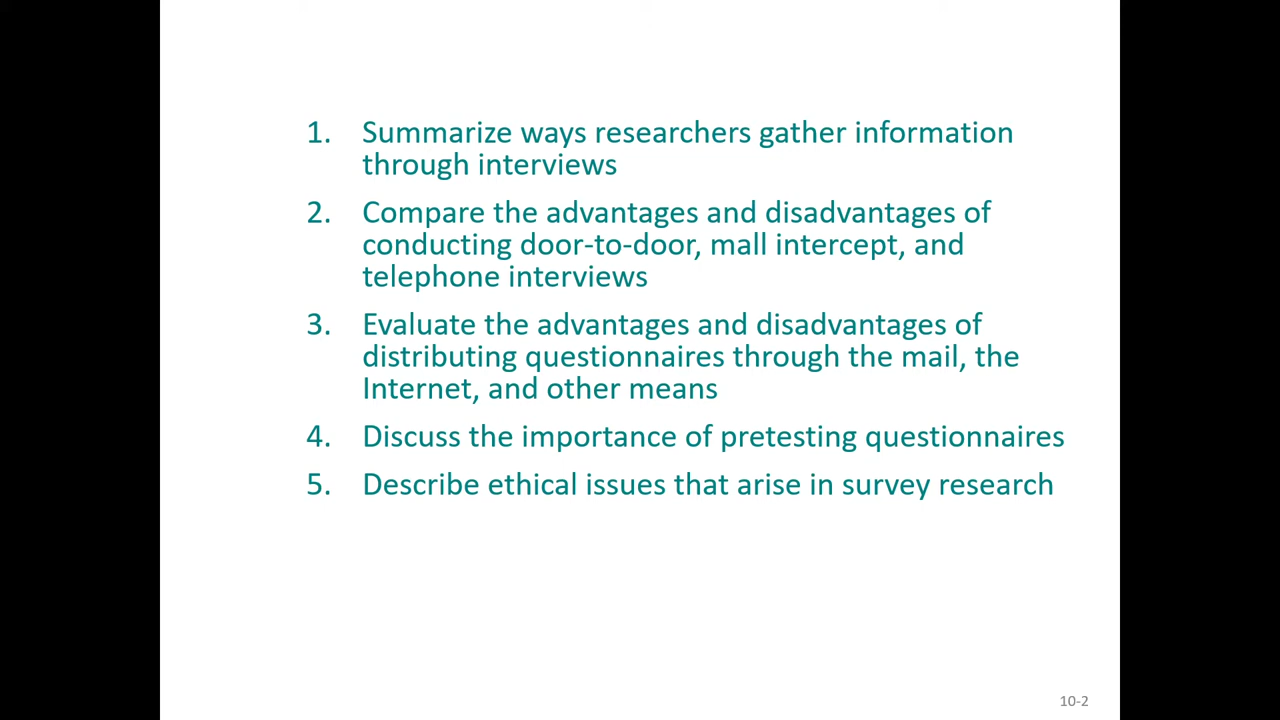 1. Summarize ways researchers gather information
through interviews
2. Compare the advantages and disadvantages of
conducting door-to-door, mall intercept, and
telephone interviews
3. Evaluate the advantages and disadvantages of
distributing questionnaires through the mail, the
Internet, and other means
4. Discuss the importance of pretesting questionnaires
5. Describe ethical issues that arise in survey research
10-2